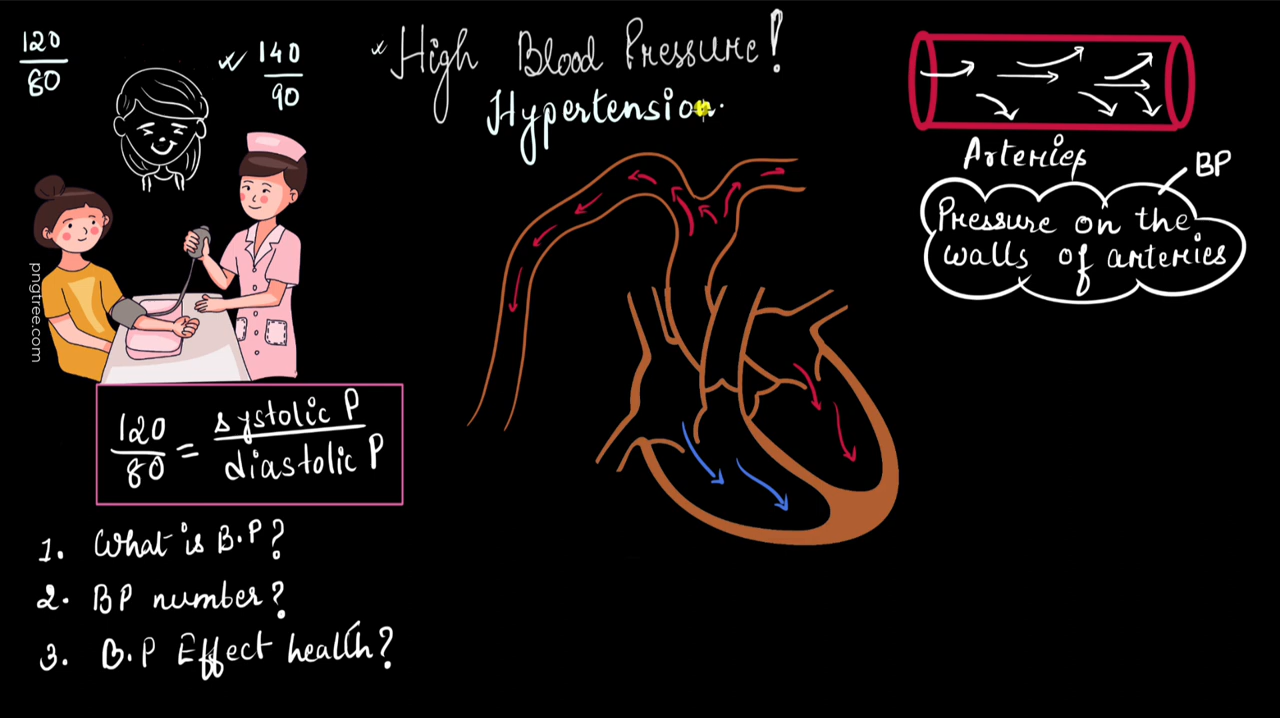 120
80
140
90
High Blood Pressure!
Hypertension.
Arteries
BP
Pressure on the
walls of arteries
pngtree.com
120
80
=
systolic P
diastolic P
1. What is B.P?
2. BP number?
3. B.P Effect health?